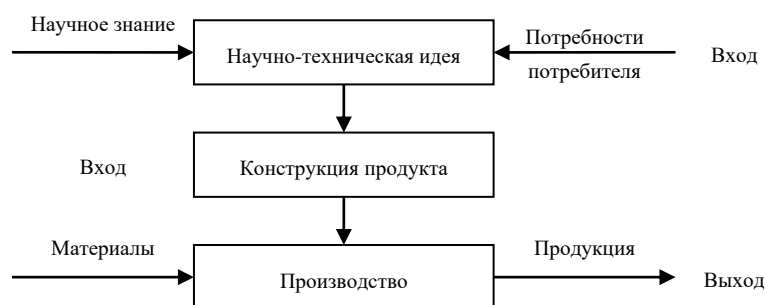 Научное знание
Научно-техническая идея
Потребности
потребителя
Вход
Вход
Конструкция продукта
Материалы
Производство
Продукция
Выход